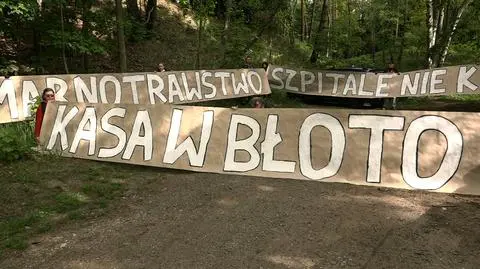 MARNOTRAWSTWO
SZPITALE NIE K
KASA W BŁOTO